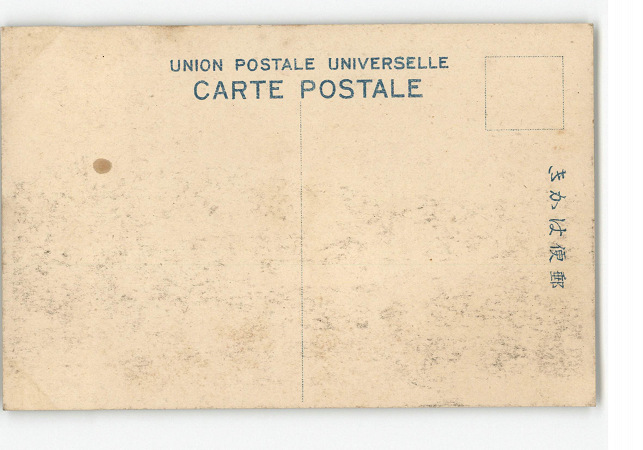 UNION POSTALE UNIVERSELLE
CARTE POSTALE
郵便はかき